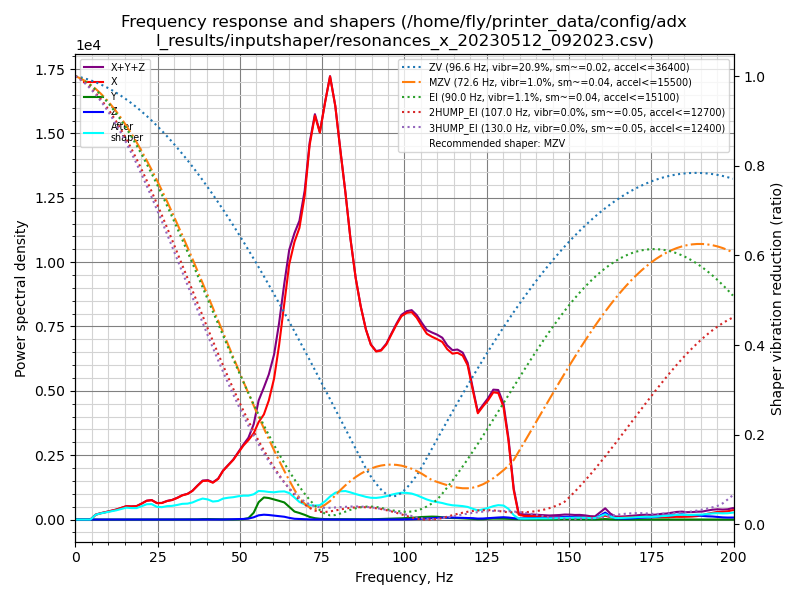 Frequency response and shapers (/home/fly/printer_data/config/adx
l_results/inputshaper/resonances_x_20230512_092023.csv)
1e4
X+Y+Z
X
Y
Z
After
shaper
ZV (96.6 Hz, vibr=20.9%, sm~=0.02, accel<=36400)
MZV (72.6 Hz, vibr=1.0%, sm~=0.04, accel<=15500)
EI (90.0 Hz, vibr=1.1%, sm~=0.04, accel<=15100)
2HUMP_EI (107.0 Hz, vibr=0.0%, sm~=0.05, accel<=12700)
3HUMP_EI (130.0 Hz, vibr=0.0%, sm~=0.05, accel<=12400)
Recommended shaper: MZV
Power spectral density
1.75
1.50
1.25
1.00
0.75
0.50
0.25
0.00
1.0
0.8
0.6
0.4
0.2
0.0
Shaper vibration reduction (ratio)
0
25
50
75
100
125
150
175
200
Frequency, Hz